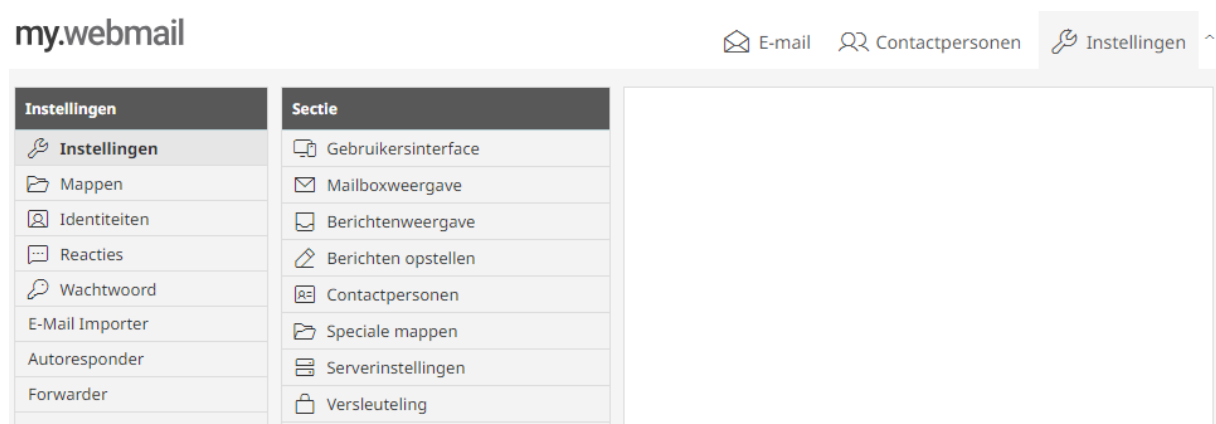 my.webmail
E-mail Contactpersonen Instellingen
Instellingen
Instellingen
Mappen
Identiteiten
Reacties
Wachtwoord
E-Mail Importer
Autoresponder
Forwarder
Sectie
Gebruikersinterface
Mailboxweergave
Berichtenweergave
Berichten opstellen
Contactpersonen
Speciale mappen
Serverinstellingen
Versleuteling